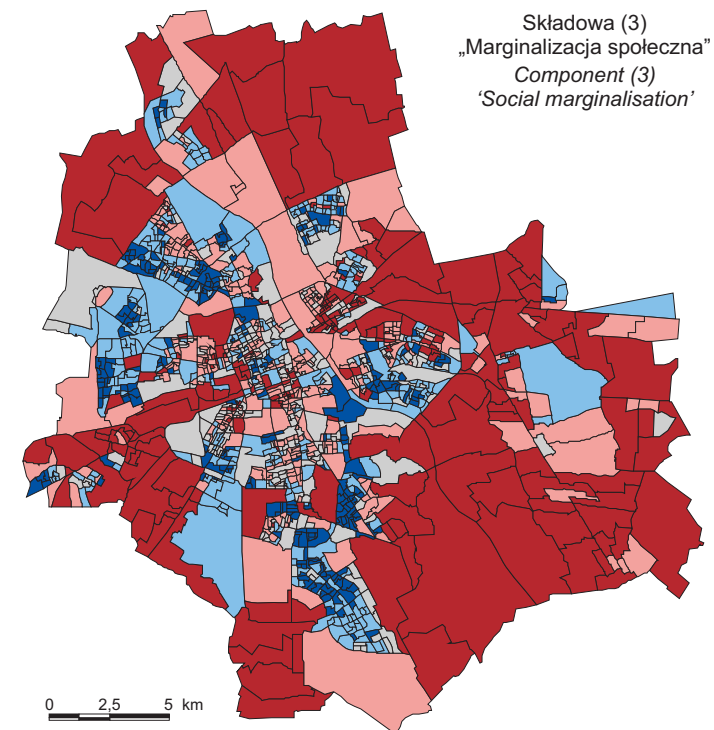 Składowa (3)
„Marginalizacja społeczna”
Component (3)
‘Social marginalisation’
0 2,5 5 km